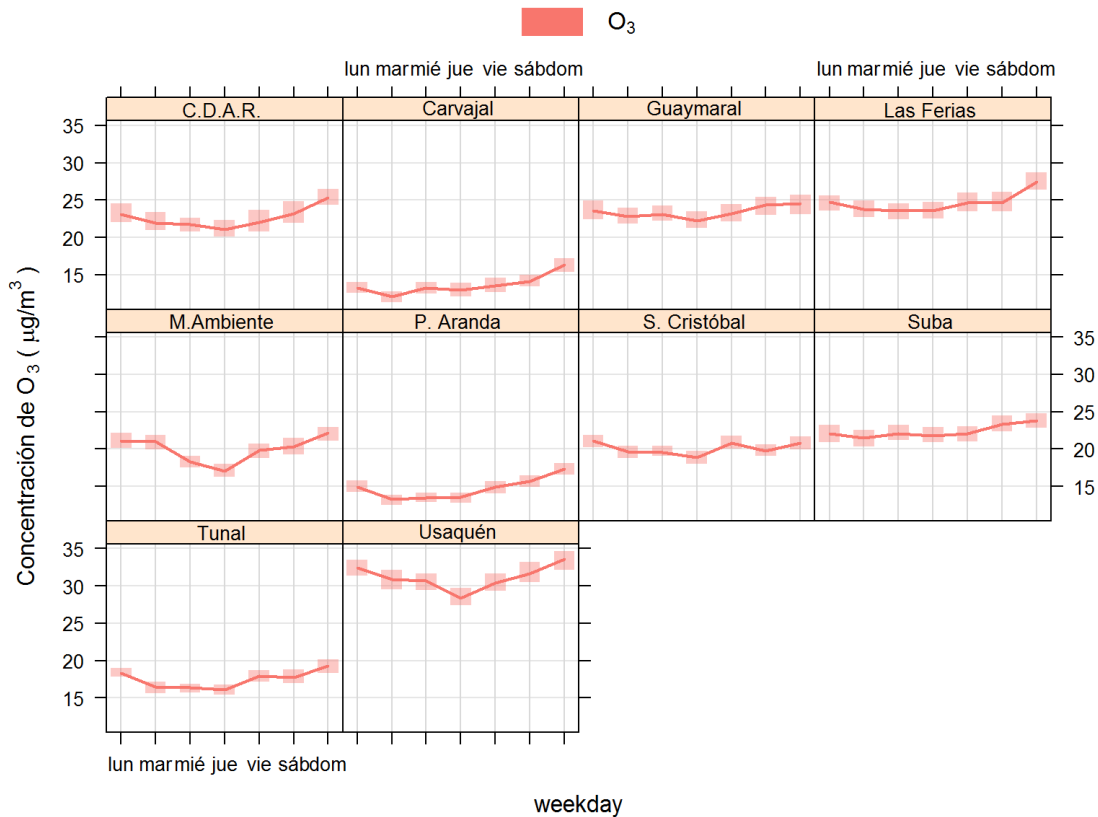 O₃
lun mar mié jue vie sáb dom
lun mar mié jue vie sáb dom
C.D.A.R.
Carvajal
Guaymaral
Las Ferias
35
30
25
20
15
M.Ambiente
P. Aranda
S. Cristóbal
Suba
35
30
25
20
15
Tunal
Usaquén
35
30
25
20
15
lun mar mié jue vie sáb dom
Concentración de O₃ ( µg/m³ )
weekday